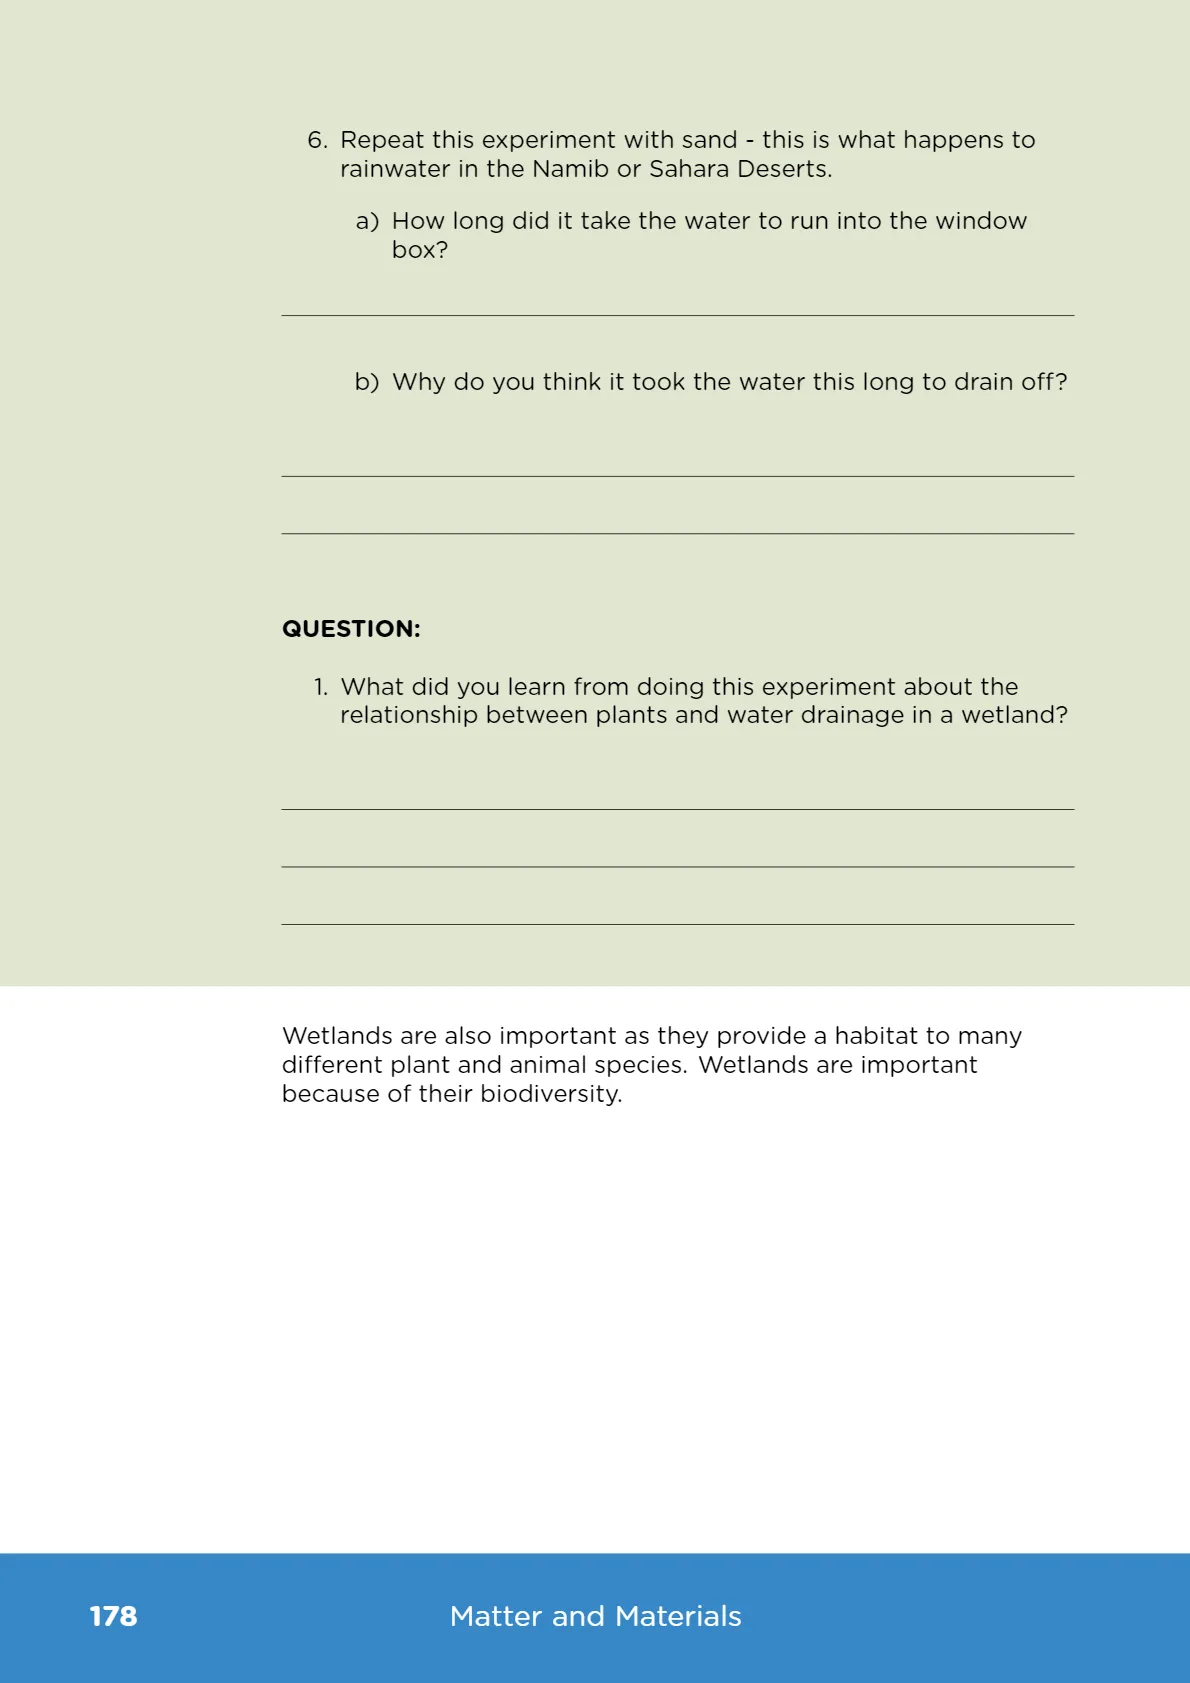 6. Repeat this experiment with sand - this is what happens to
rainwater in the Namib or Sahara Deserts.
a) How long did it take the water to run into the window
box?
b) Why do you think it took the water this long to drain off?
QUESTION:
1. What did you learn from doing this experiment about the
relationship between plants and water drainage in a wetland?
Wetlands are also important as they provide a habitat to many
different plant and animal species. Wetlands are important
because of their biodiversity.
178 Matter and Materials